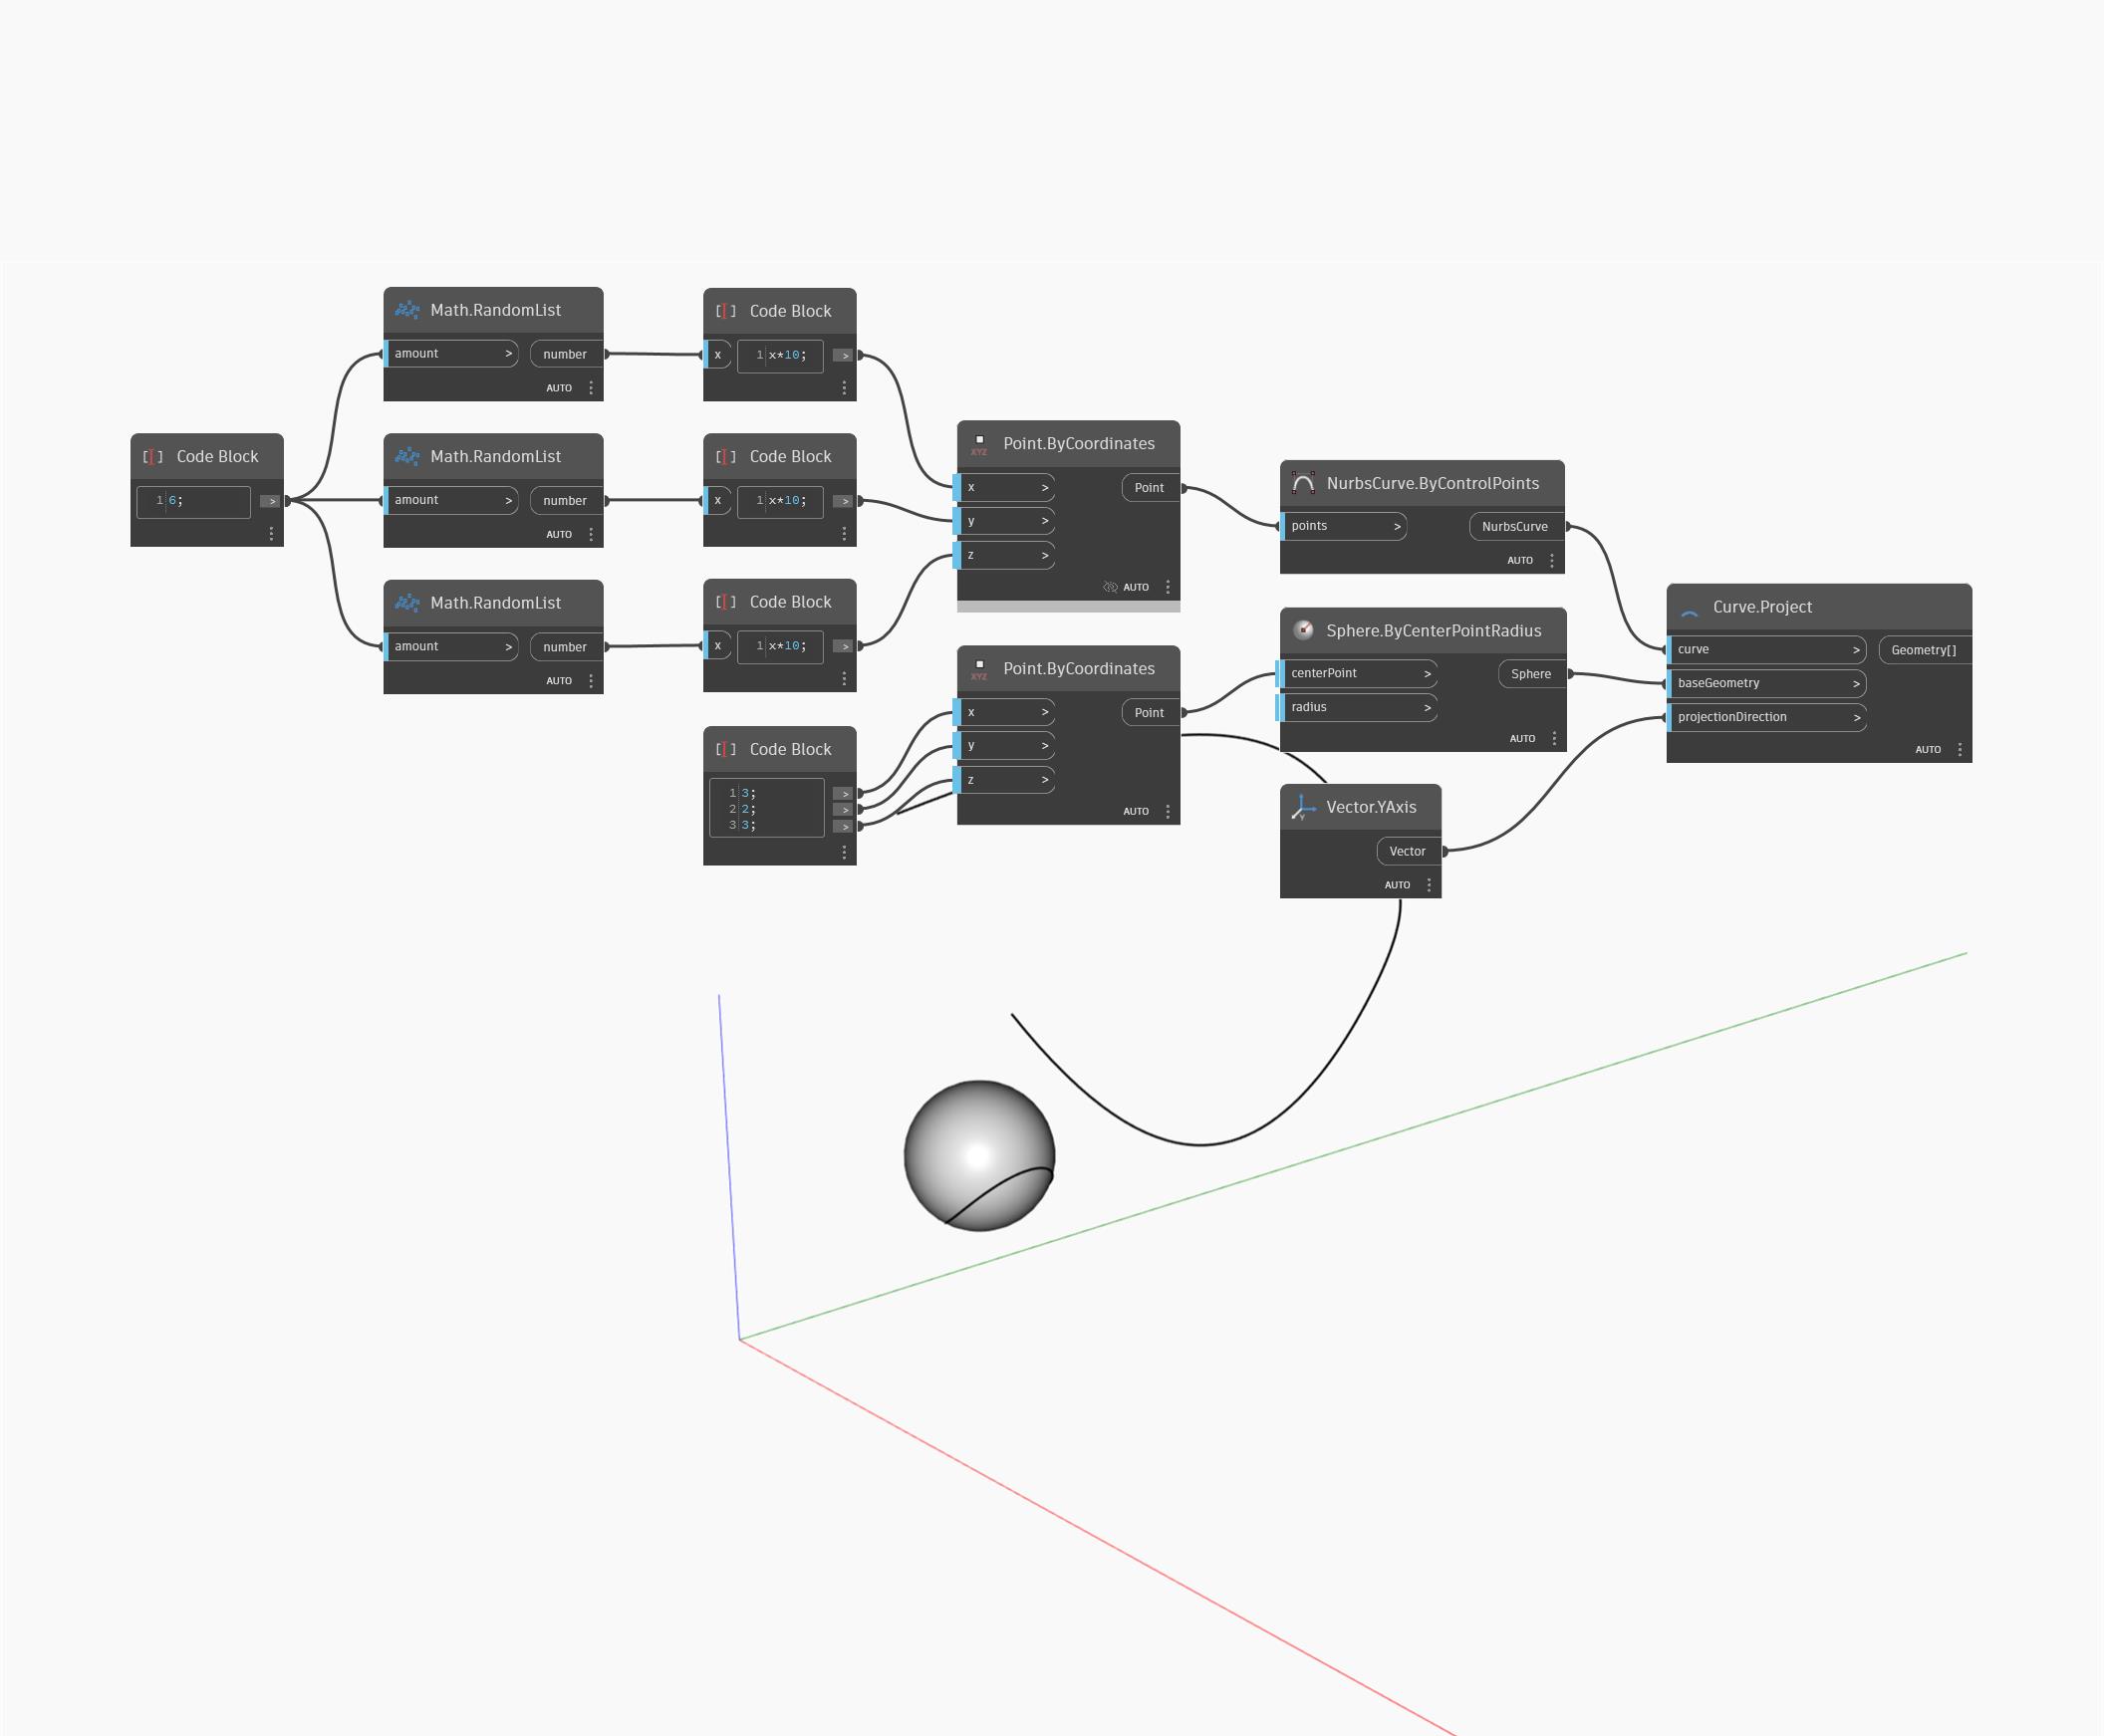 Math.RandomList
amount >
number
AUTO
Code Block
x
1 x*10;
>
Code Block
1 6;
>
Math.RandomList
amount >
number
AUTO
Code Block
x
1 x*10;
>
Math.RandomList
amount >
number
AUTO
Code Block
x
1 x*10;
>
Code Block
1 3;
2 2;
3 3;
>
>
>
XYZ
Point.ByCoordinates
x >
Point
y >
z >
AUTO
XYZ
Point.ByCoordinates
x >
Point
y >
z >
AUTO
NurbsCurve.ByControlPoints
points >
NurbsCurve
AUTO
Sphere.ByCenterPointRadius
centerPoint >
Sphere
radius >
AUTO
Y
Vector.YAxis
Vector
AUTO
Curve.Project
curve >
Geometry[]
baseGeometry >
projectionDirection >
AUTO